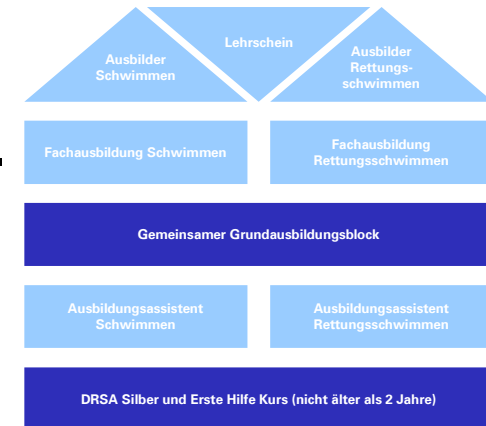 Lehrschein
Ausbilder
Schwimmen
Ausbilder
Rettungs-
schwimmen
Fachausbildung Schwimmen
Fachausbildung
Rettungsschwimmen
Gemeinsamer Grundausbildungsblock
Ausbildungsassistent
Schwimmen
Ausbildungsassistent
Rettungsschwimmen
DRSA Silber und Erste Hilfe Kurs (nicht älter als 2 Jahre)